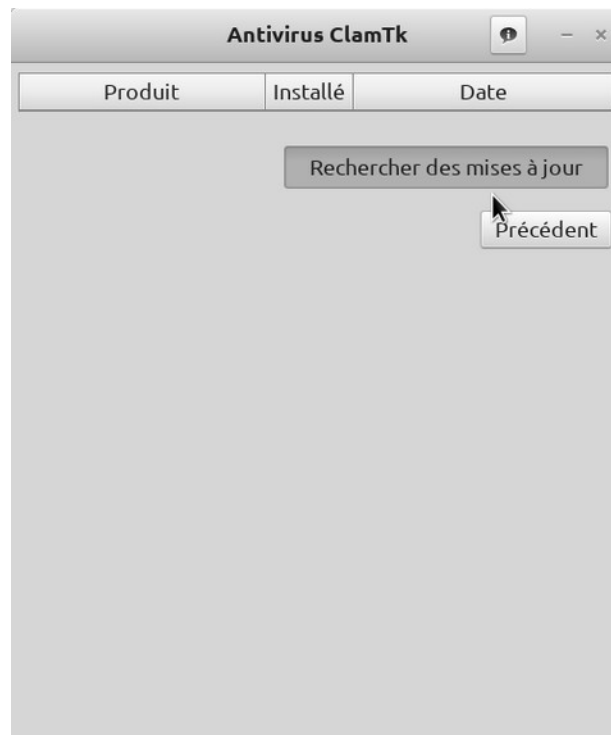 Antivirus ClamTk
Produit Installé Date
Rechercher des mises à jour
Précédent